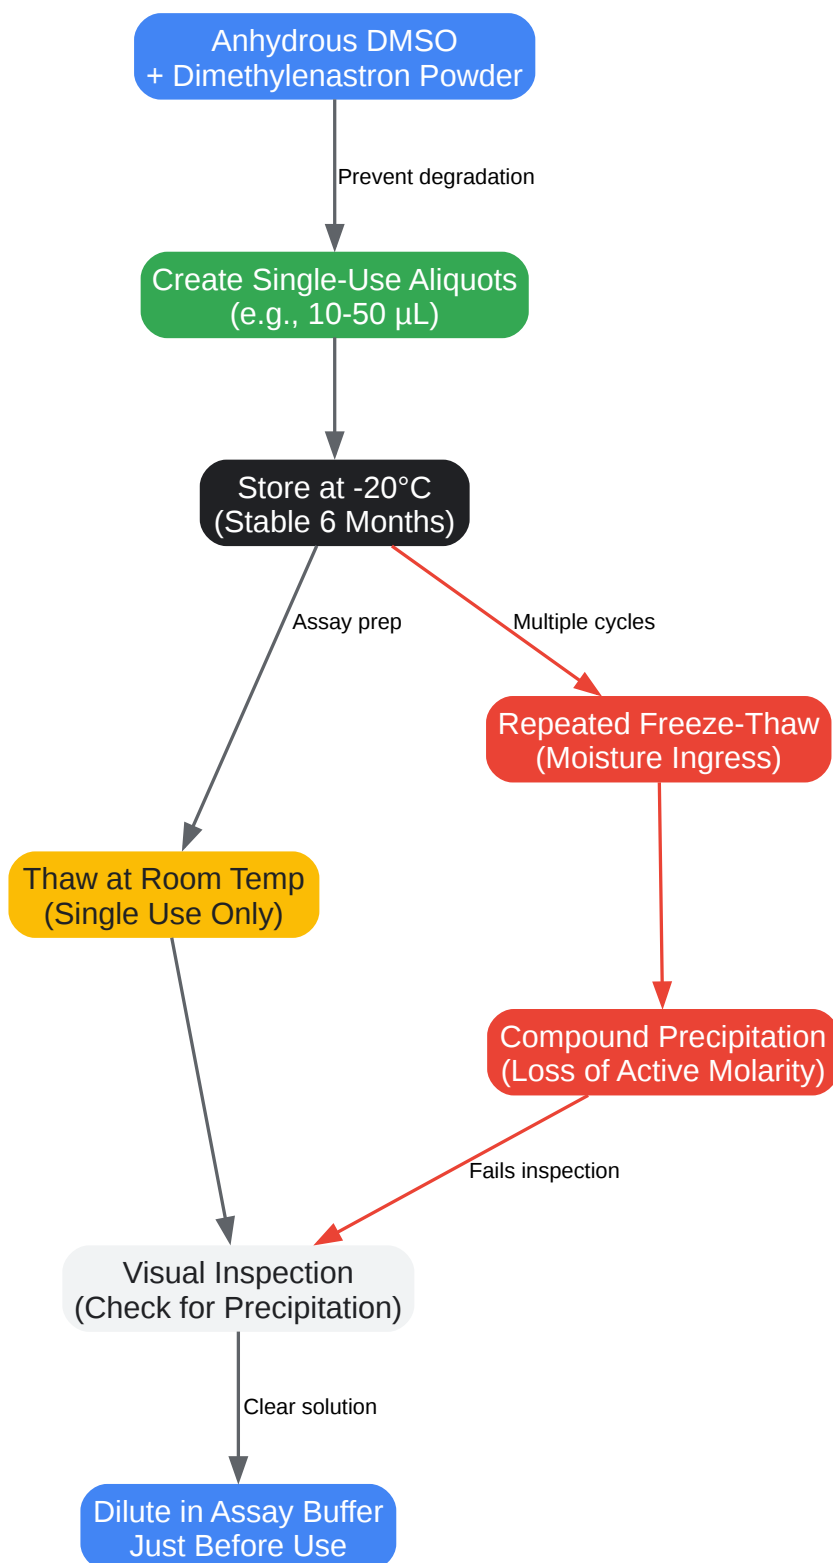 Anhydrous DMSO
+ Dimethylenastron Powder
Prevent degradation
Create Single-Use Aliquots
(e.g., 10-50 µL)
Store at -20°C
(Stable 6 Months)
Assay prep
Multiple cycles
Repeated Freeze-Thaw
(Moisture Ingress)
Thaw at Room Temp
(Single Use Only)
Compound Precipitation
(Loss of Active Molarity)
Fails inspection
Visual Inspection
(Check for Precipitation)
Clear solution
Dilute in Assay Buffer
Just Before Use